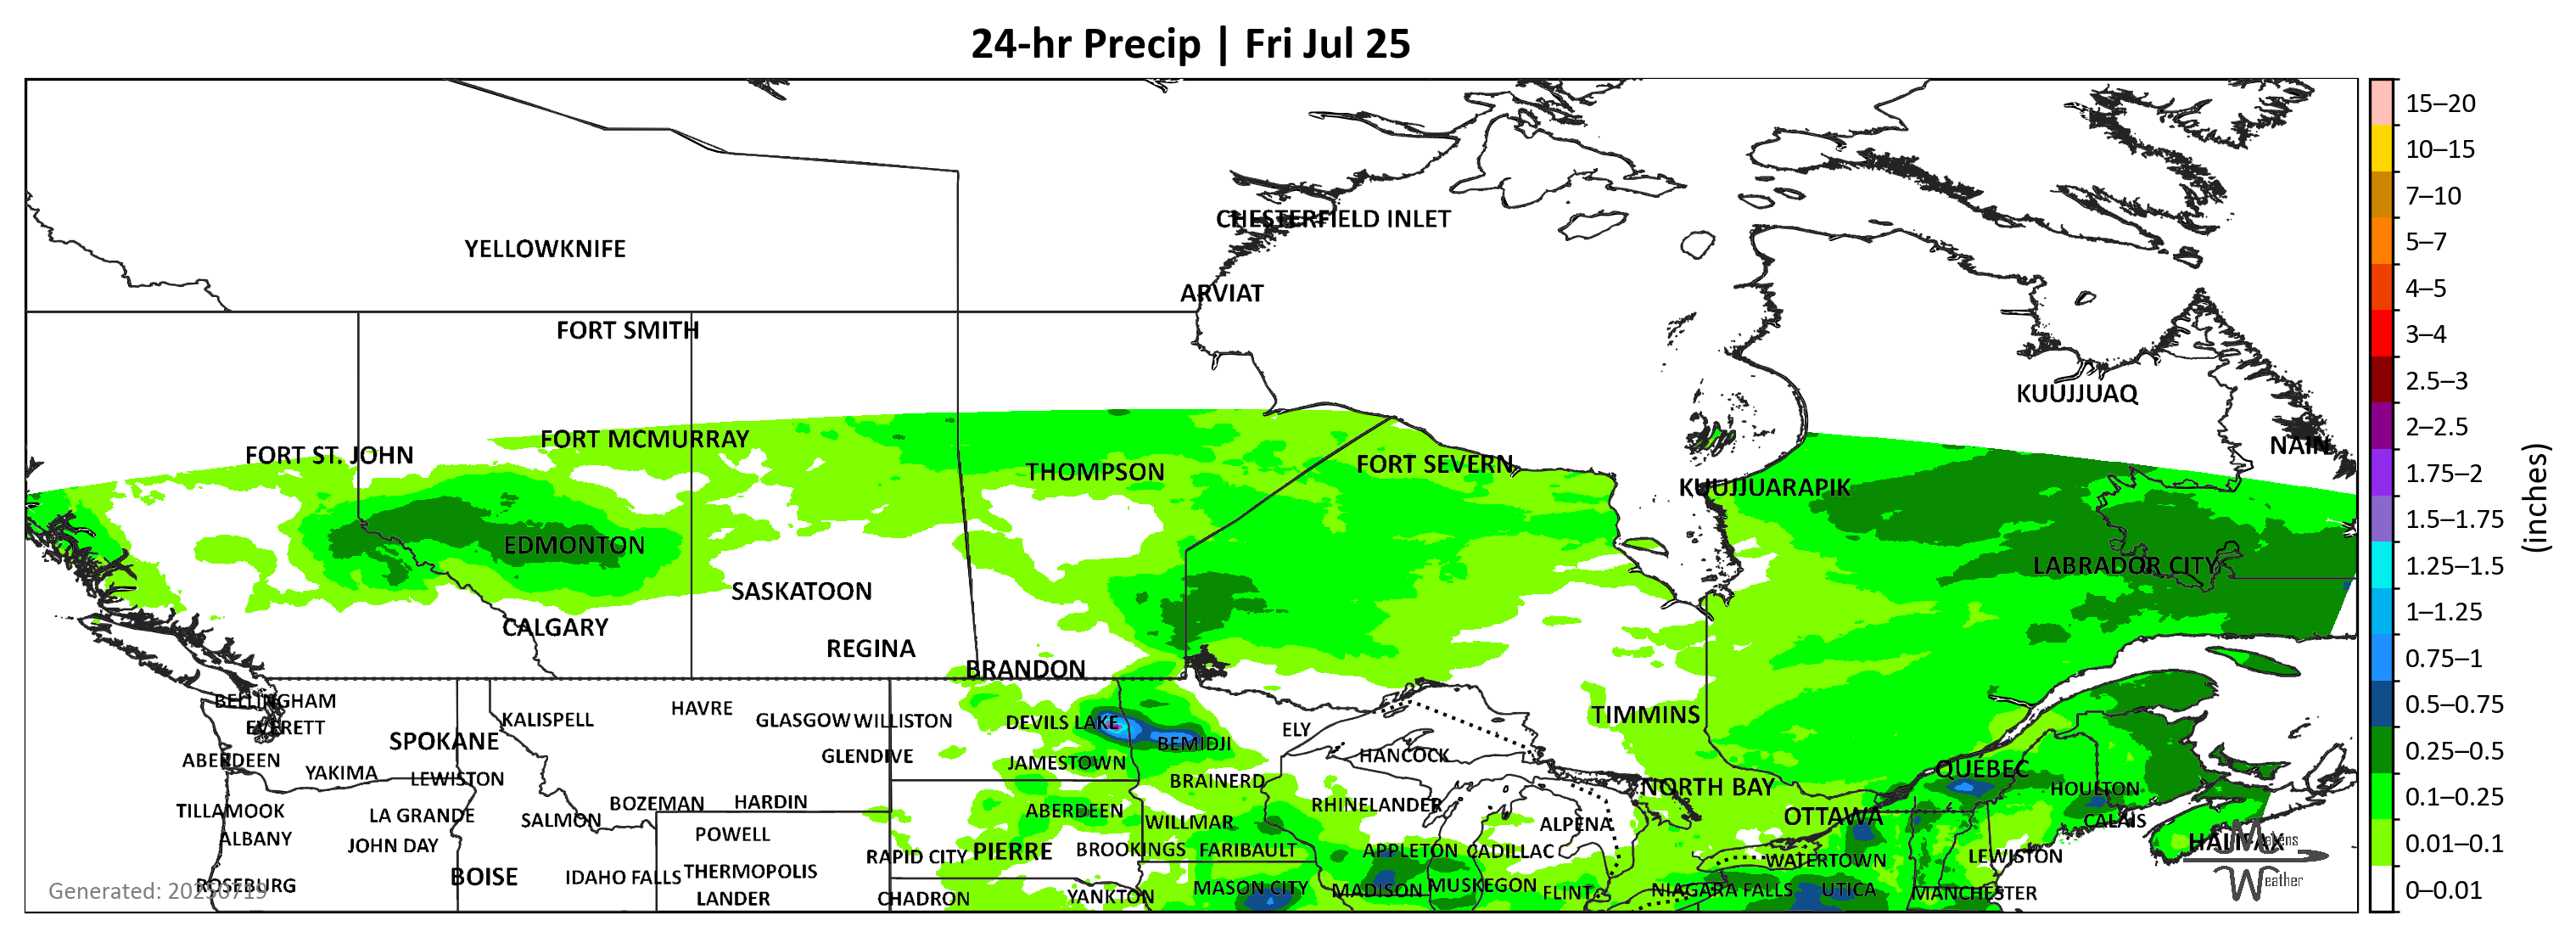 24-hr Precip | Fri Jul 25
15–20
10–15
7–10
5–7
4–5
3–4
2.5–3
2–2.5
1.75–2
1.5–1.75
1.25–1.5
1–1.25
0.75–1
0.5–0.75
0.25–0.5
0.1–0.25
0.01–0.1
0–0.01
(inches)
CHESTERFIELD INLET
YELLOWKNIFE
ARVIAT
FORT SMITH
KUUJJUAQ
FORT MCMURRAY
NAIN
FORT ST. JOHN
THOMPSON
FORT SEVERN
KUUJJUARAPIK
EDMONTON
LABRADOR CITY
SASKATOON
CALGARY
REGINA
BRANDON
BELLINGHAM
KALISPELL
HAVRE
GLASGOW
WILLISTON
DEVILS LAKE
TIMMINS
EVERETT
ELY
SPOKANE
BEMIDJI
ABERDEEN
GLENDIVE
JAMESTOWN
HANCOCK
QUÉBEC
YAKIMA
LEWISTON
BRAINERD
NORTH BAY
HOULTON
TILLAMOOK
LA GRANDE
SALMON
BOZEMAN
HARDIN
ABERDEEN
WILLMAR
RHINELANDER
ALPENA
OTTAWA
CALAIS
ALBANY
JOHN DAY
POWELL
RAPID CITY
PIERRE
BROOKINGS
FARIBAULT
APPLETON
CADILLAC
WATERTOWN
LEWISTON
HALIFAX
ROSEBURG
BOISE
IDAHO FALLS
THERMOPOLIS
MASON CITY
MADISON
MUSKEGON
FLINT
NIAGARA FALLS
UTICA
MANCHESTER
LANDER
CHADRON
YANKTON
Generated: 20250719
Weather